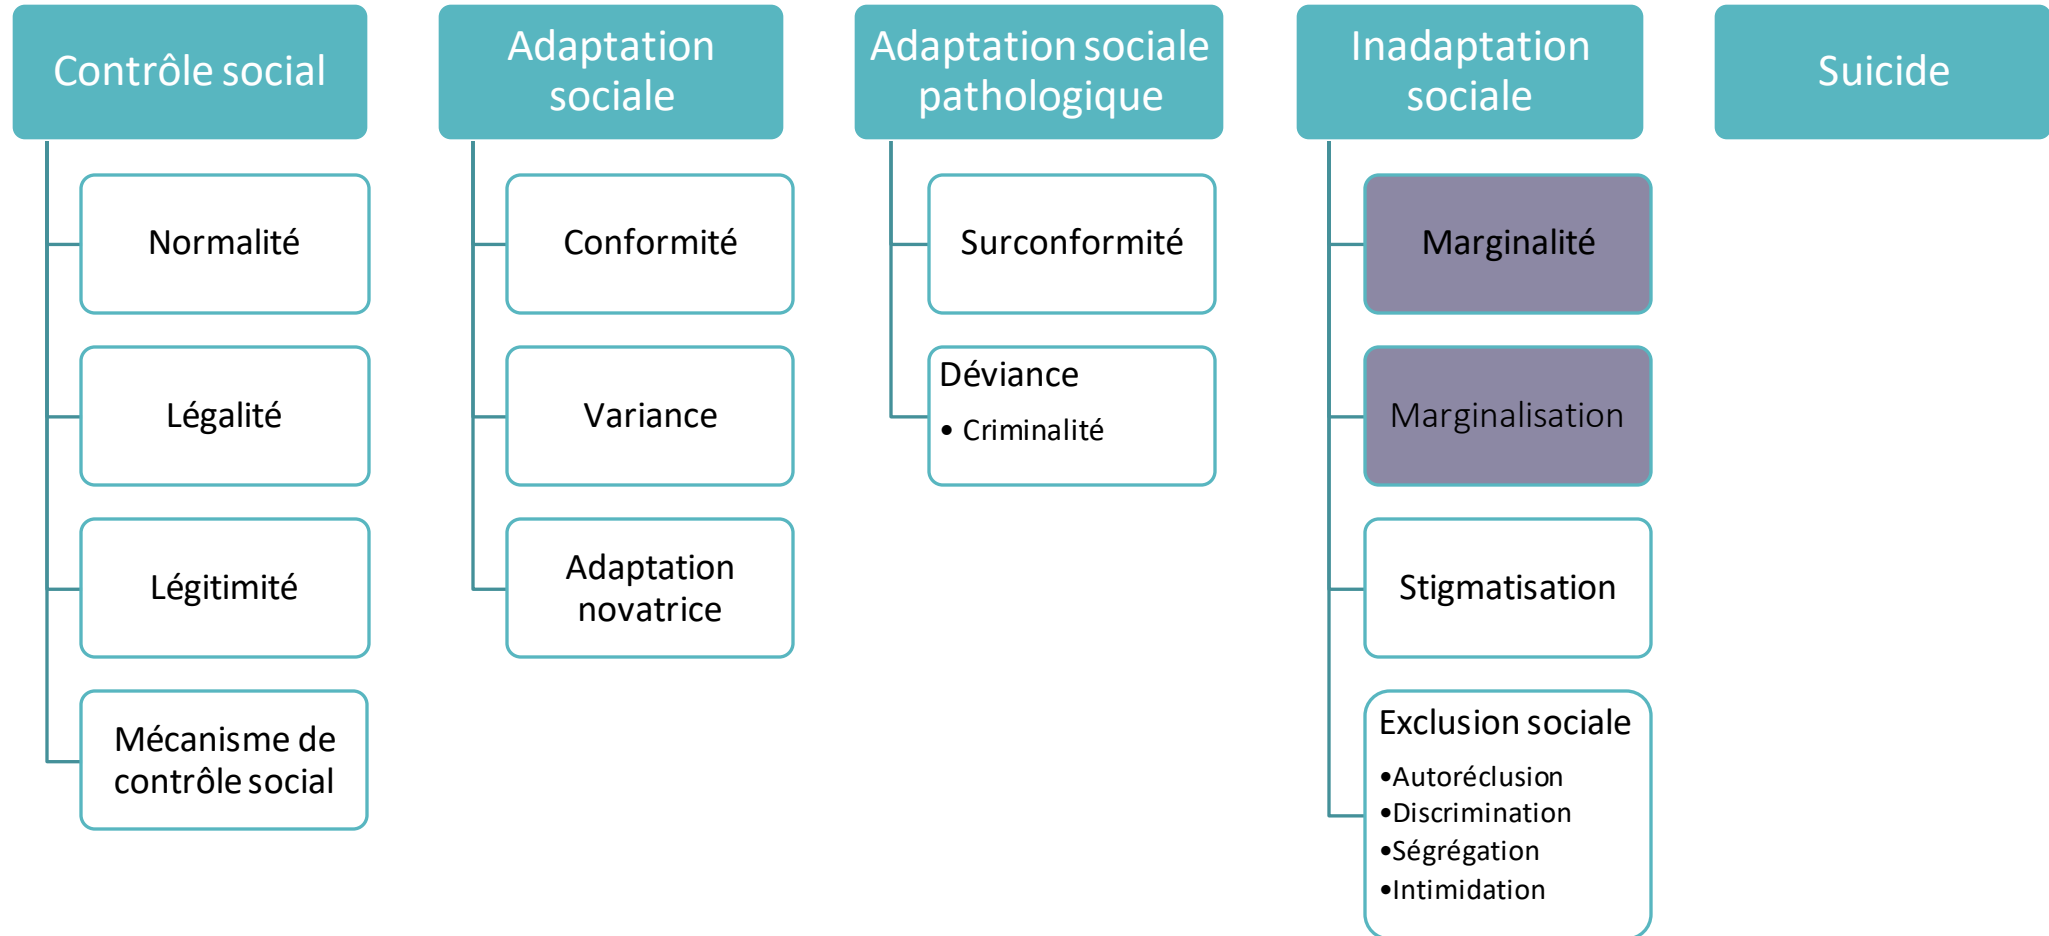 Contrôle social
Normalité
Légalité
Légitimité
Mécanisme de
contrôle social
Adaptation
sociale
Conformité
Variance
Adaptation
novatrice
Adaptation sociale
pathologique
Surconformité
Déviance
• Criminalité
Inadaptation
sociale
Marginalité
Marginalisation
Stigmatisation
Exclusion sociale
•Autoréclusion
•Discrimination
•Ségrégation
•Intimidation
Suicide